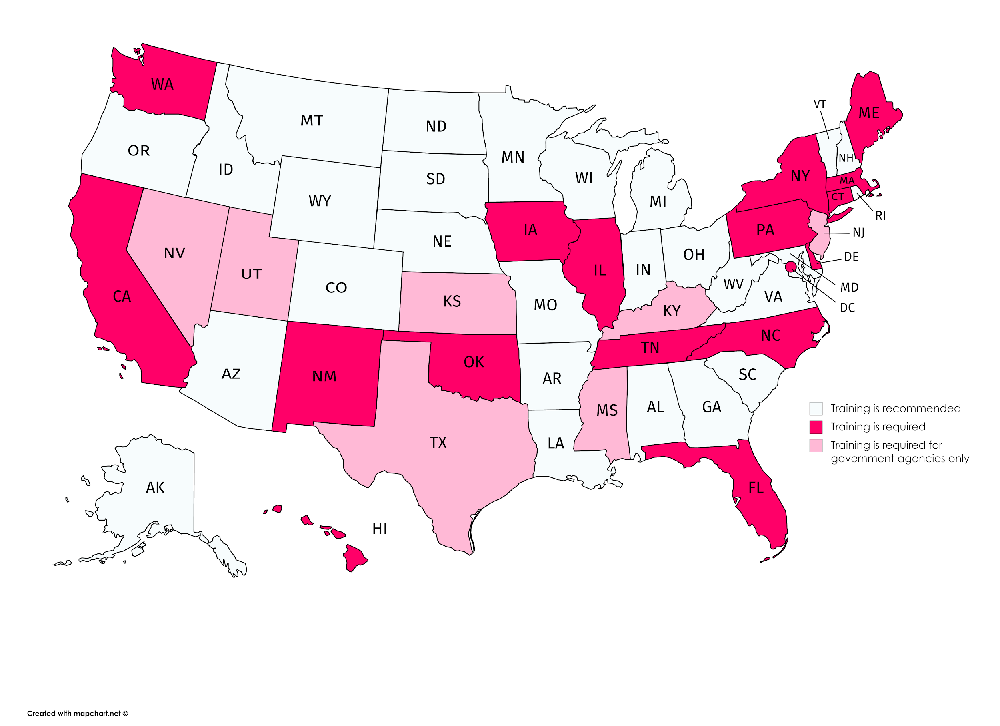 WA
VT
ME
MT
ND
OR
MN
NH
ID
NY
SD
WI
MA
WY
MI
CT
RI
IA
PA
NJ
NE
NV
OH
DE
UT
IN
IL
CO
WV
MD
CA
KS
VA
MO
DC
KY
NC
TN
OK
AZ
NM
SC
AR
GA
AL
MS
Training is recommended
Training is required
TX
LA
Training is required for
government agencies only
AK
FL
HI
Created with mapchart.net ©